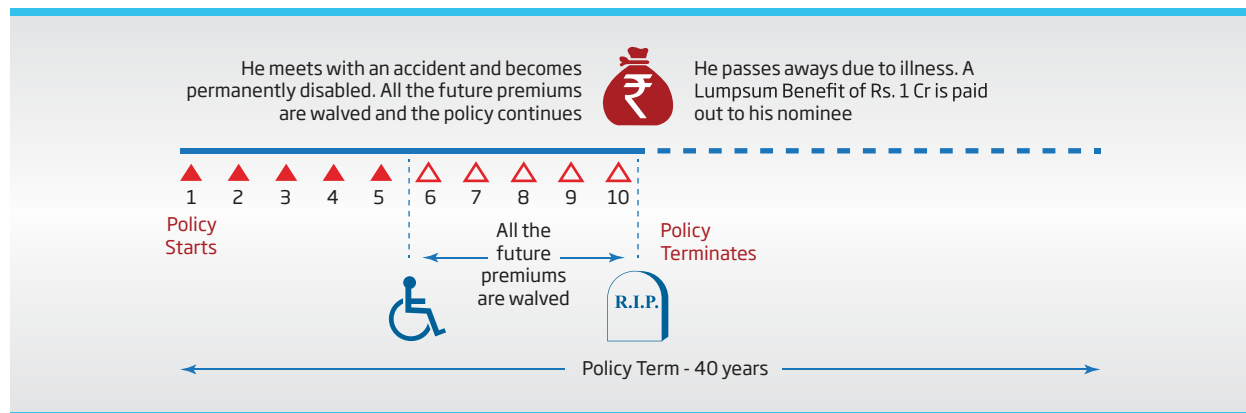 He meets with an accident and becomes
permanently disabled. All the future premiums
are walved and the policy continues
₹
He passes aways due to illness. A
Lumpsum Benefit of Rs. 1 Cr is paid
out to his nominee
1 2 3 4 5 6 7 8 9 10
Policy
Starts
All the
future
premiums
are walved
Policy
Terminates
R.I.P.
Policy Term - 40 years